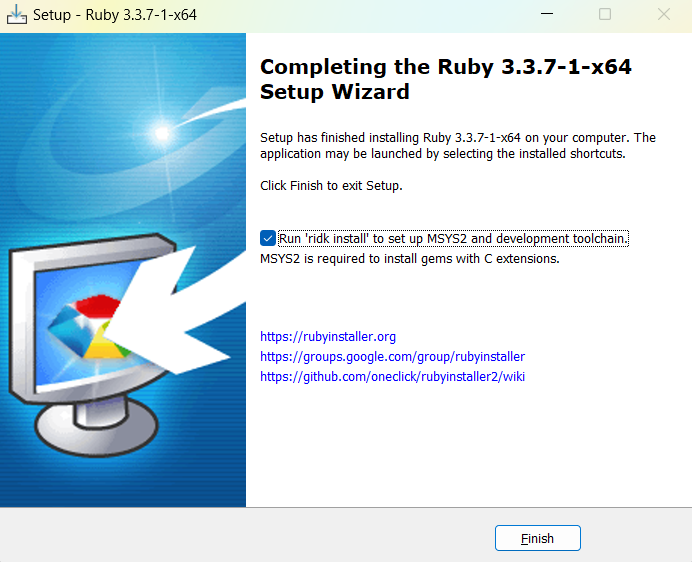 Setup - Ruby 3.3.7-1-x64
Completing the Ruby 3.3.7-1-x64
Setup Wizard
Setup has finished installing Ruby 3.3.7-1-x64 on your computer. The
application may be launched by selecting the installed shortcuts.
Click Finish to exit Setup.
Run 'ridk install' to set up MSYS2 and development toolchain.
MSYS2 is required to install gems with C extensions.
https://rubyinstaller.org
https://groups.google.com/group/rubyinstaller
https://github.com/oneclick/rubyinstaller2/wiki
Finish